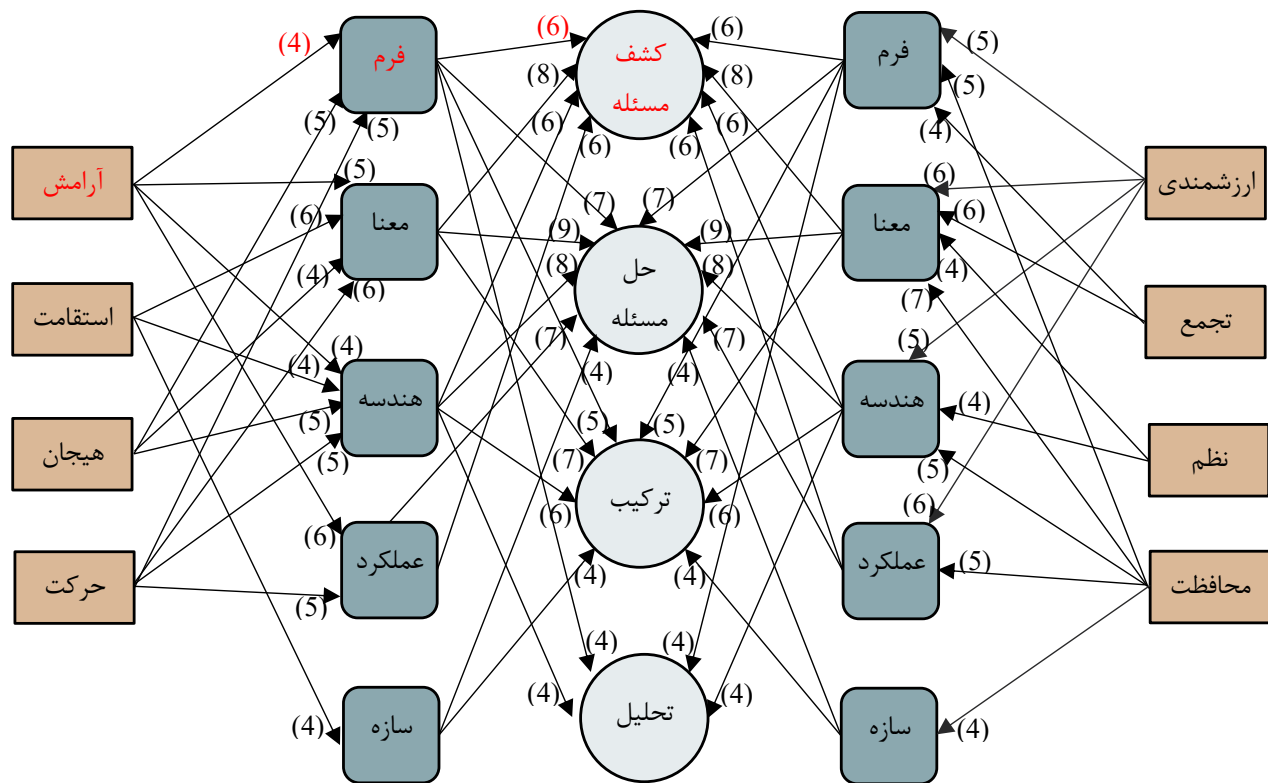 (4)
فرم
(6)
کشف
مسئله
(6)
فرم
(5)
(8)
(8)
(5)
(5)
(5)
(6)
(6)
(6)
(6)
(4)
آرامش
(5)
ارزشمندی
(6)
معنا
(6)
(7)
(7)
(6)
معنا
(6)
(9)
(9)
(4)
(8)
حل
مسئله
(8)
(4)
(6)
(7)
استقامت
تجمع
(4)
(4)
(7)
(7)
(5)
(4)
(4)
هندسه
هندسه
(4)
(5)
(5)
(5)
هیجان
نظم
(5)
(7)
(7)
(5)
(6)
ترکیب
(6)
(6)
عملکرد
(6)
عملکرد
(5)
حرکت
محافظت
(5)
(4)
(4)
(4)
(4)
(4)
(4)
تحلیل
(4)
سازه
سازه
(4)